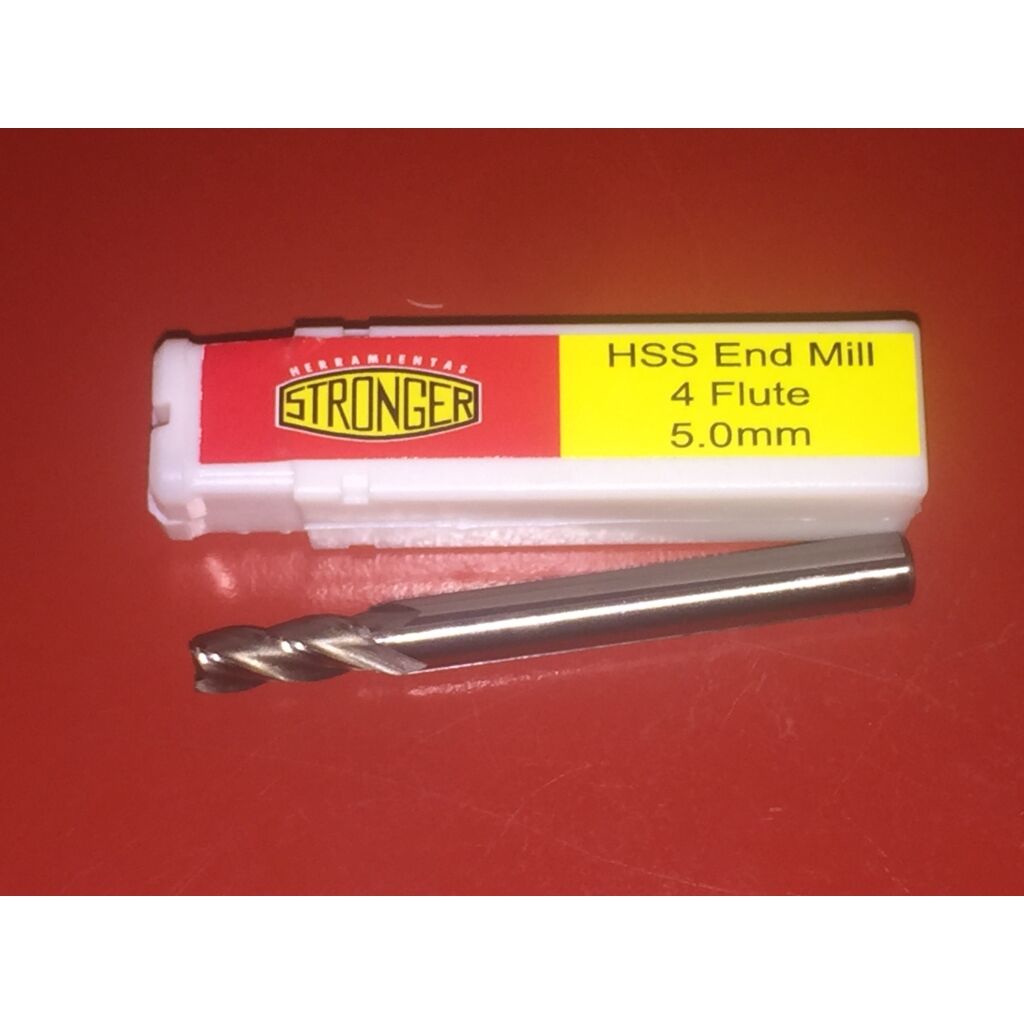 HERRAMIENTAS
STRONGER
HSS End Mill
4 Flute
5.0mm